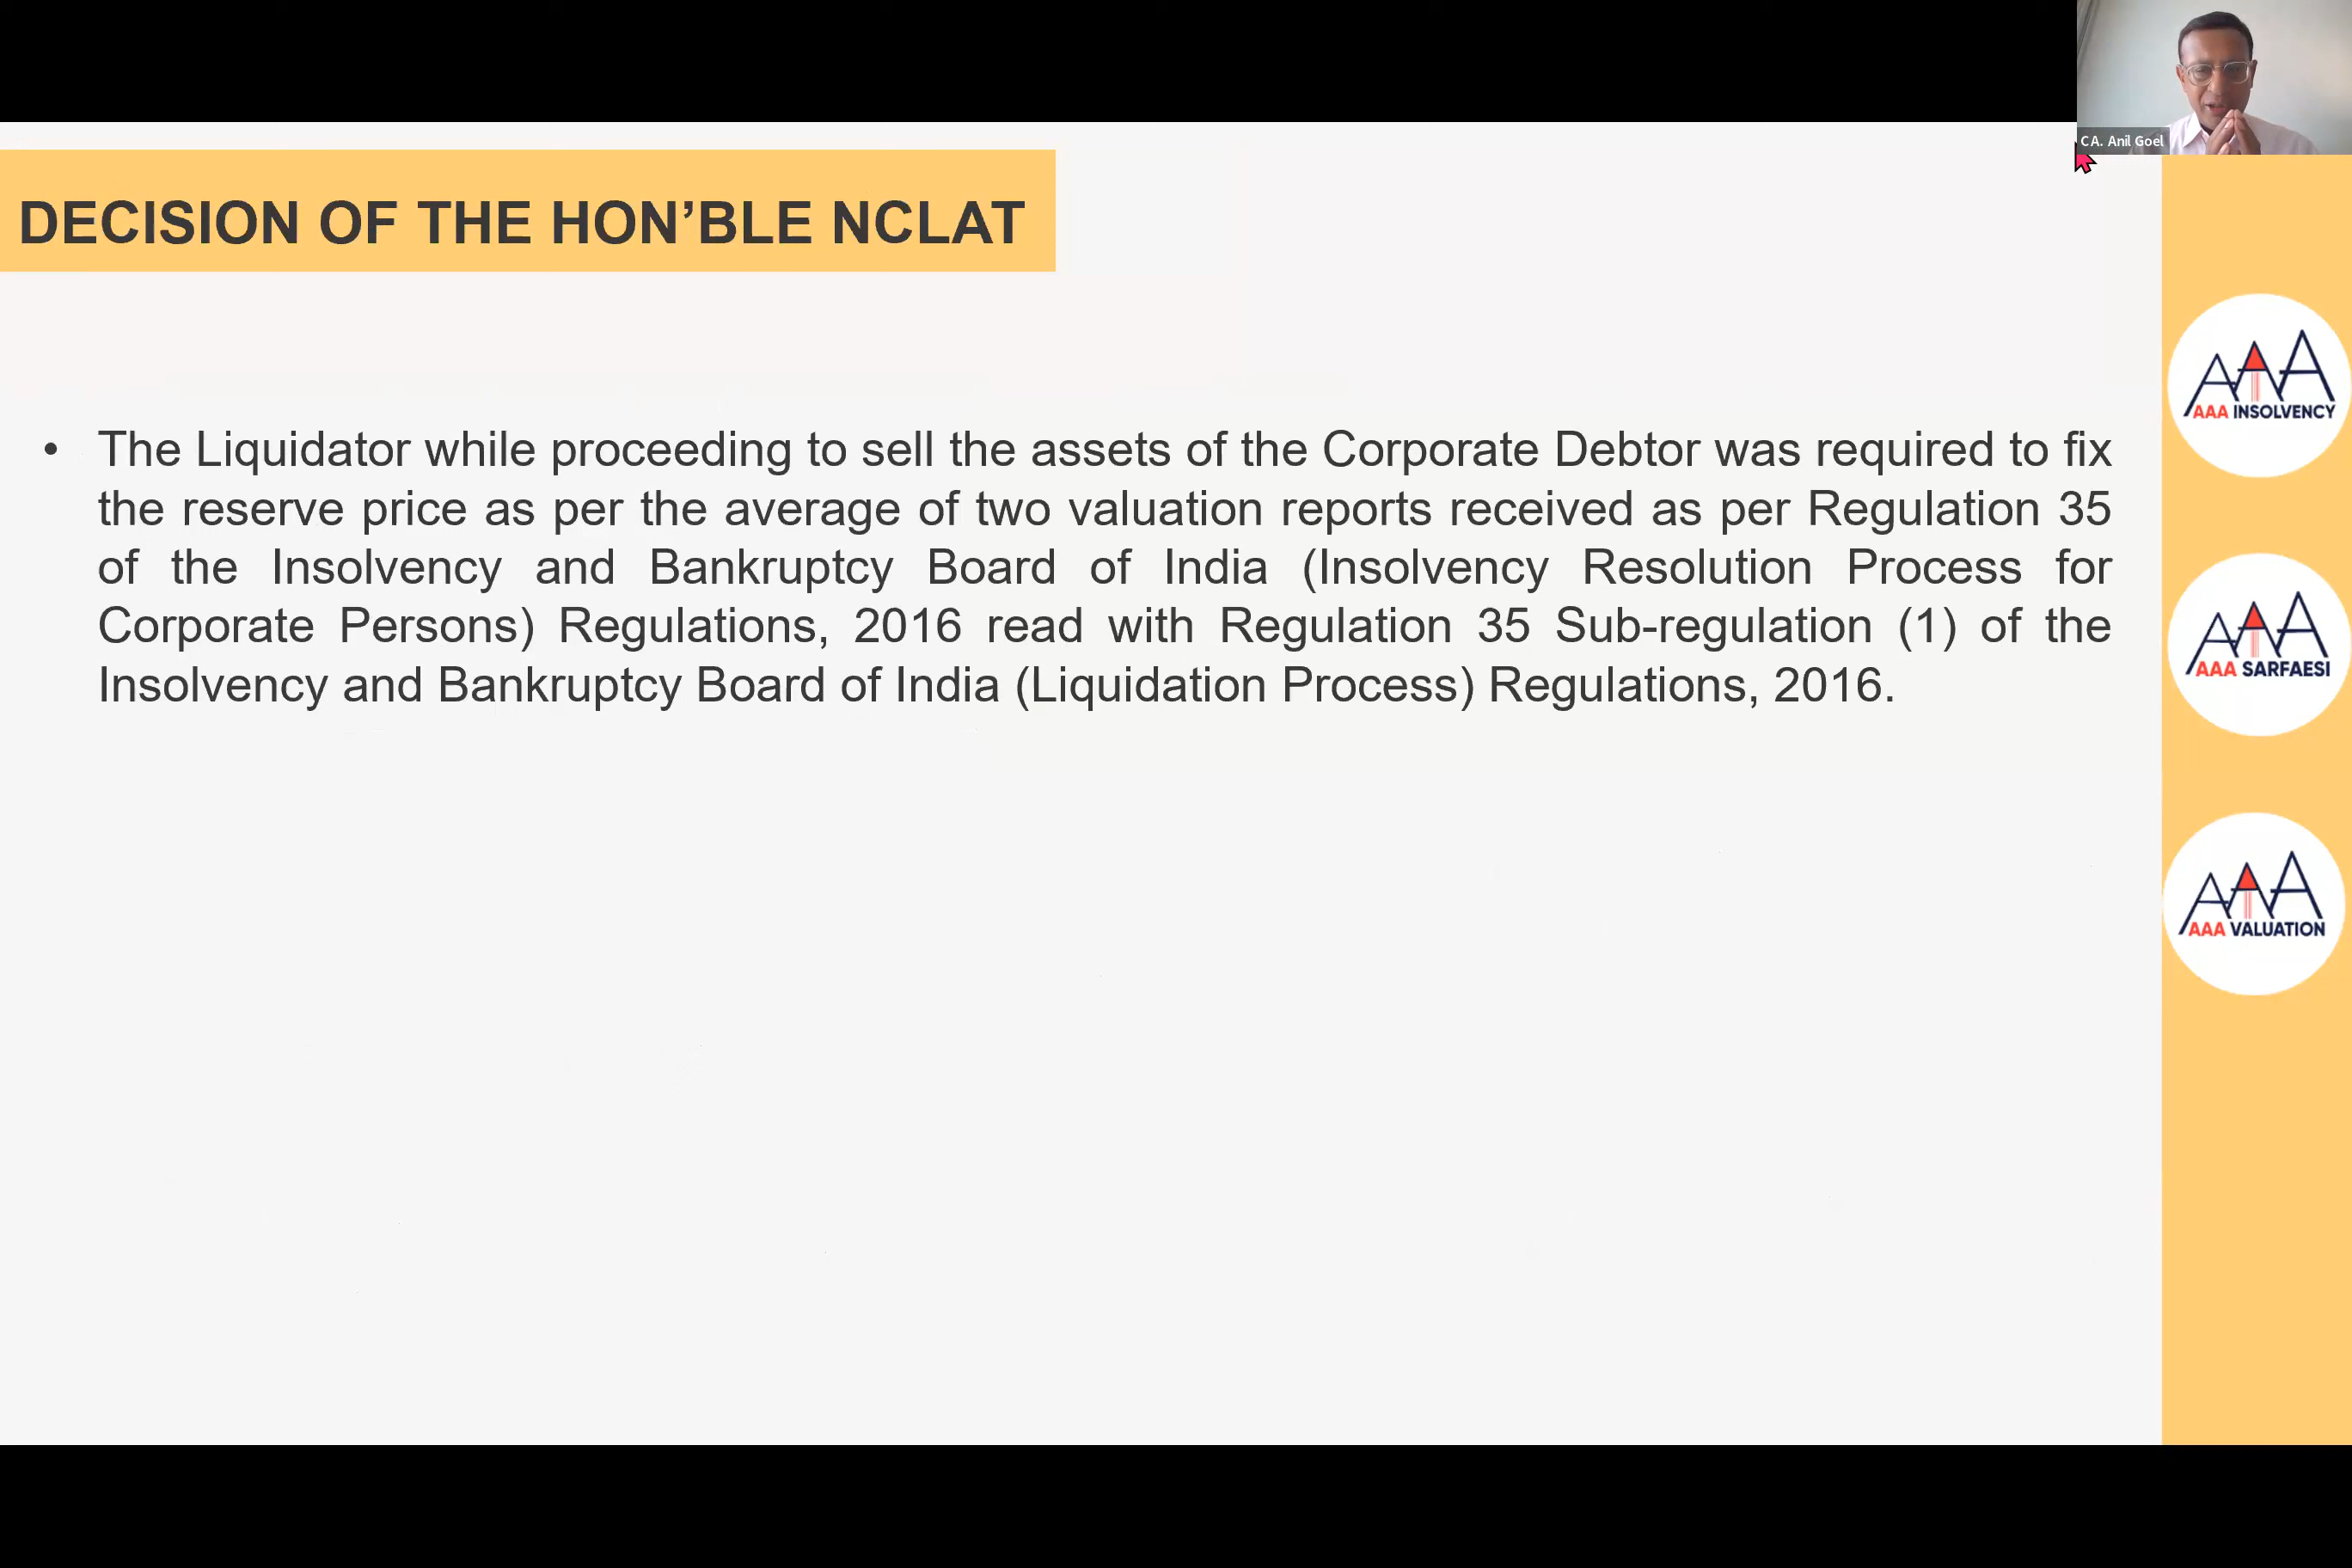 CA. Anil Goel
DECISION OF THE HON’BLE NCLAT
• The Liquidator while proceeding to sell the assets of the Corporate Debtor was required to fix
the reserve price as per the average of two valuation reports received as per Regulation 35
of the Insolvency and Bankruptcy Board of India (Insolvency Resolution Process for
Corporate Persons) Regulations, 2016 read with Regulation 35 Sub-regulation (1) of the
Insolvency and Bankruptcy Board of India (Liquidation Process) Regulations, 2016.
AAA
AAA INSOLVENCY
AAA
AAA SARFAESI
AAA
AAA VALUATION